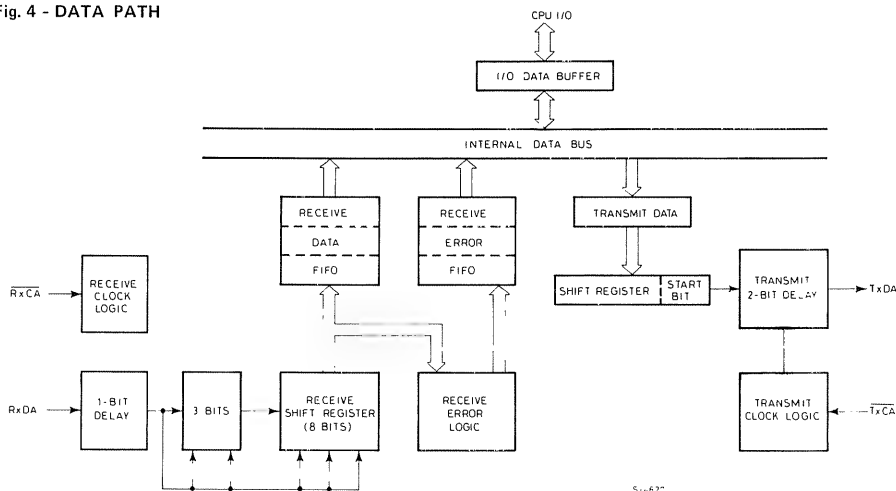 Fig. 4 - DATA PATH
CPU I/O
I/O DATA BUFFER
INTERNAL DATA BUS
RECEIVE
DATA
FIFO
RECEIVE
ERROR
FIFO
TRANSMIT DATA
SHIFT REGISTER
START
BIT
TRANSMIT
2-BIT DELAY
TxDA
RxCA
RECEIVE
CLOCK
LOGIC
RxDA
1-BIT
DELAY
3 BITS
RECEIVE
SHIFT REGISTER
(8 BITS)
RECEIVE
ERROR
LOGIC
TRANSMIT
CLOCK LOGIC
TxCA